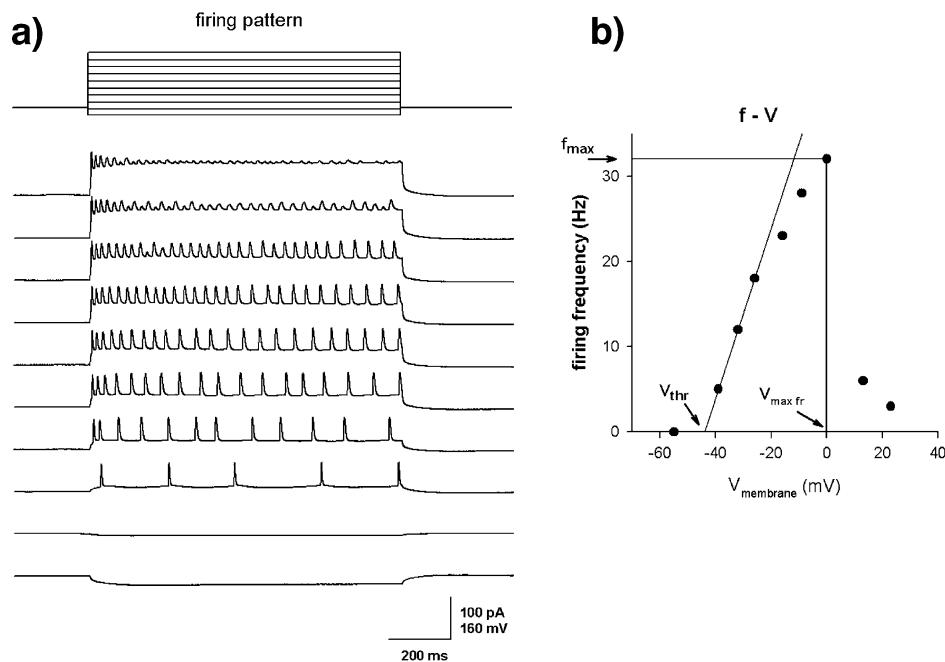 a)
firing pattern
100 pA
160 mV
200 ms
b)
f - V
fmax
firing frequency (Hz)
30
20
10
0
Vthr
Vmax fr
-60 -40 -20 0 20 40
Vmembrane (mV)